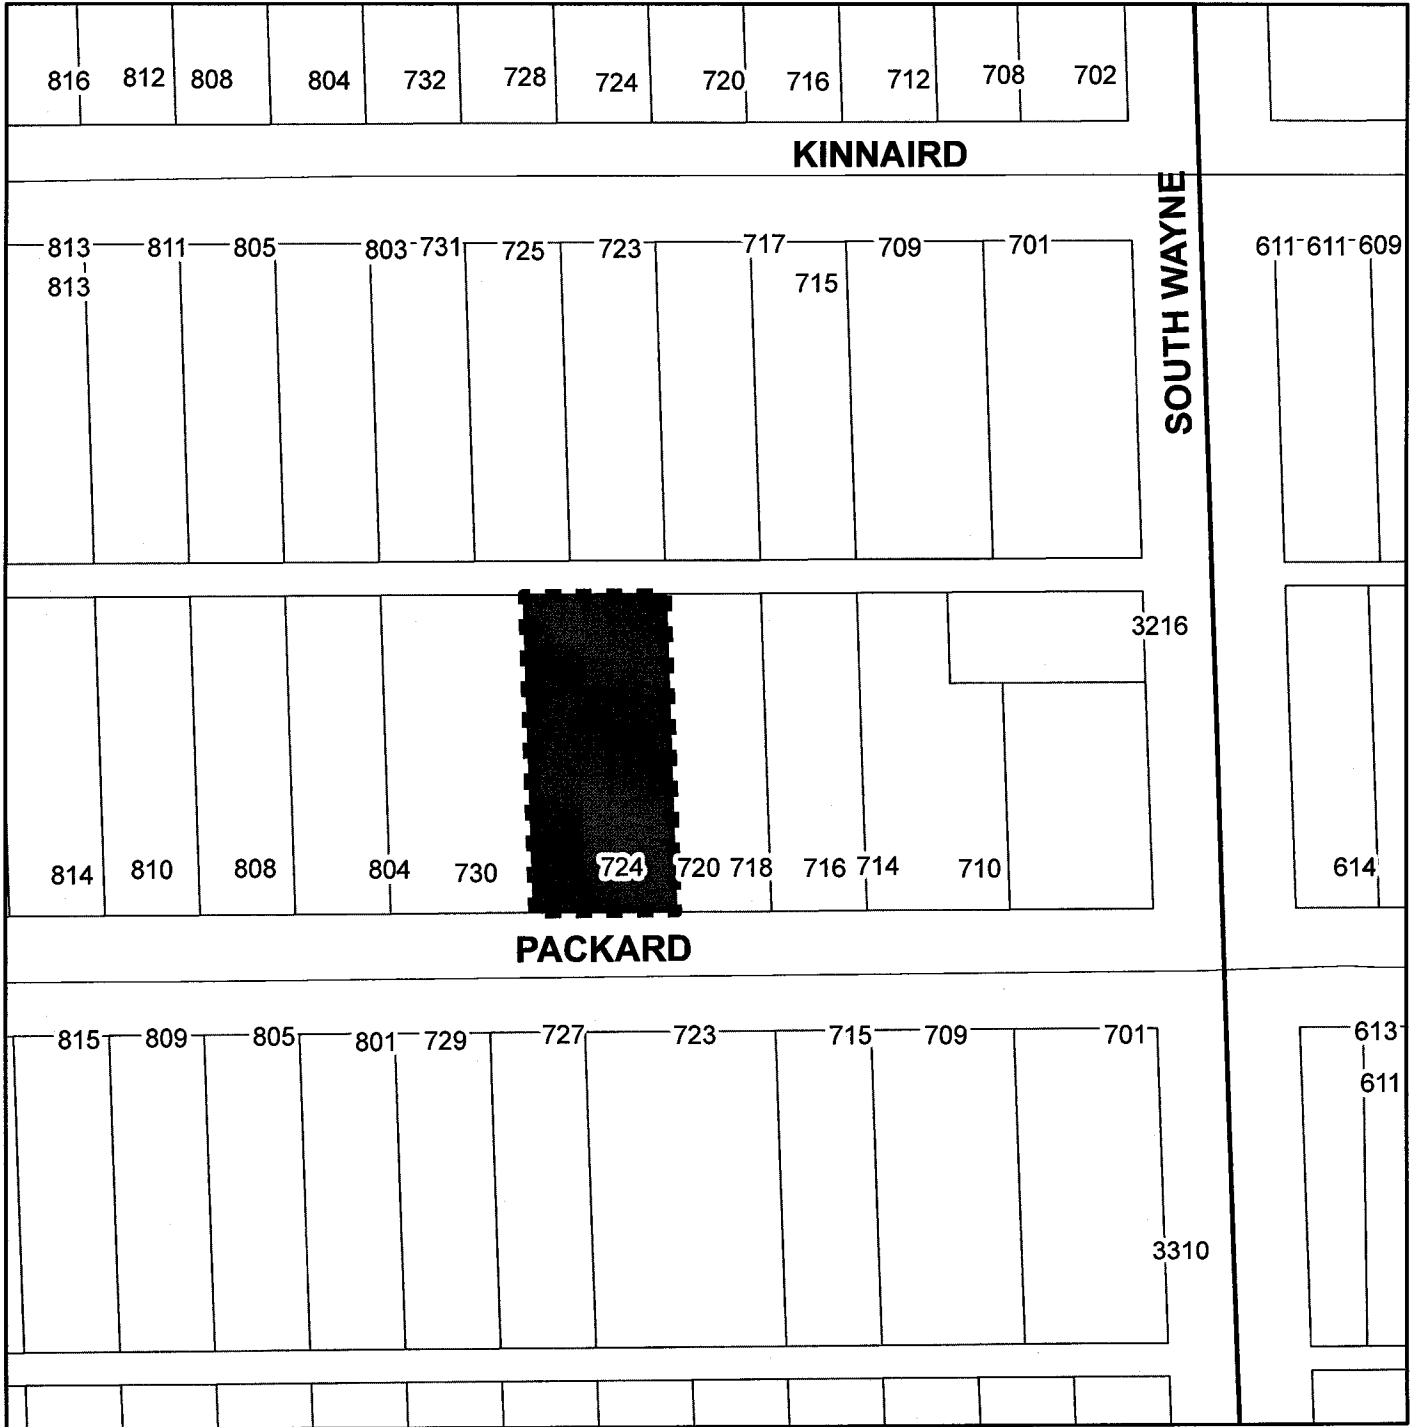 816 812 808 804 732 728 724 720 716 712 708 702
KINNAIRD
SOUTH WAYNE
813 811 805 803 731 725 723 717 709 701 611 611 609
813 715
3216
814 810 808 804 730 724 720 718 716 714 710 614
PACKARD
815 809 805 801 729 727 723 715 709 701 613
611
3310